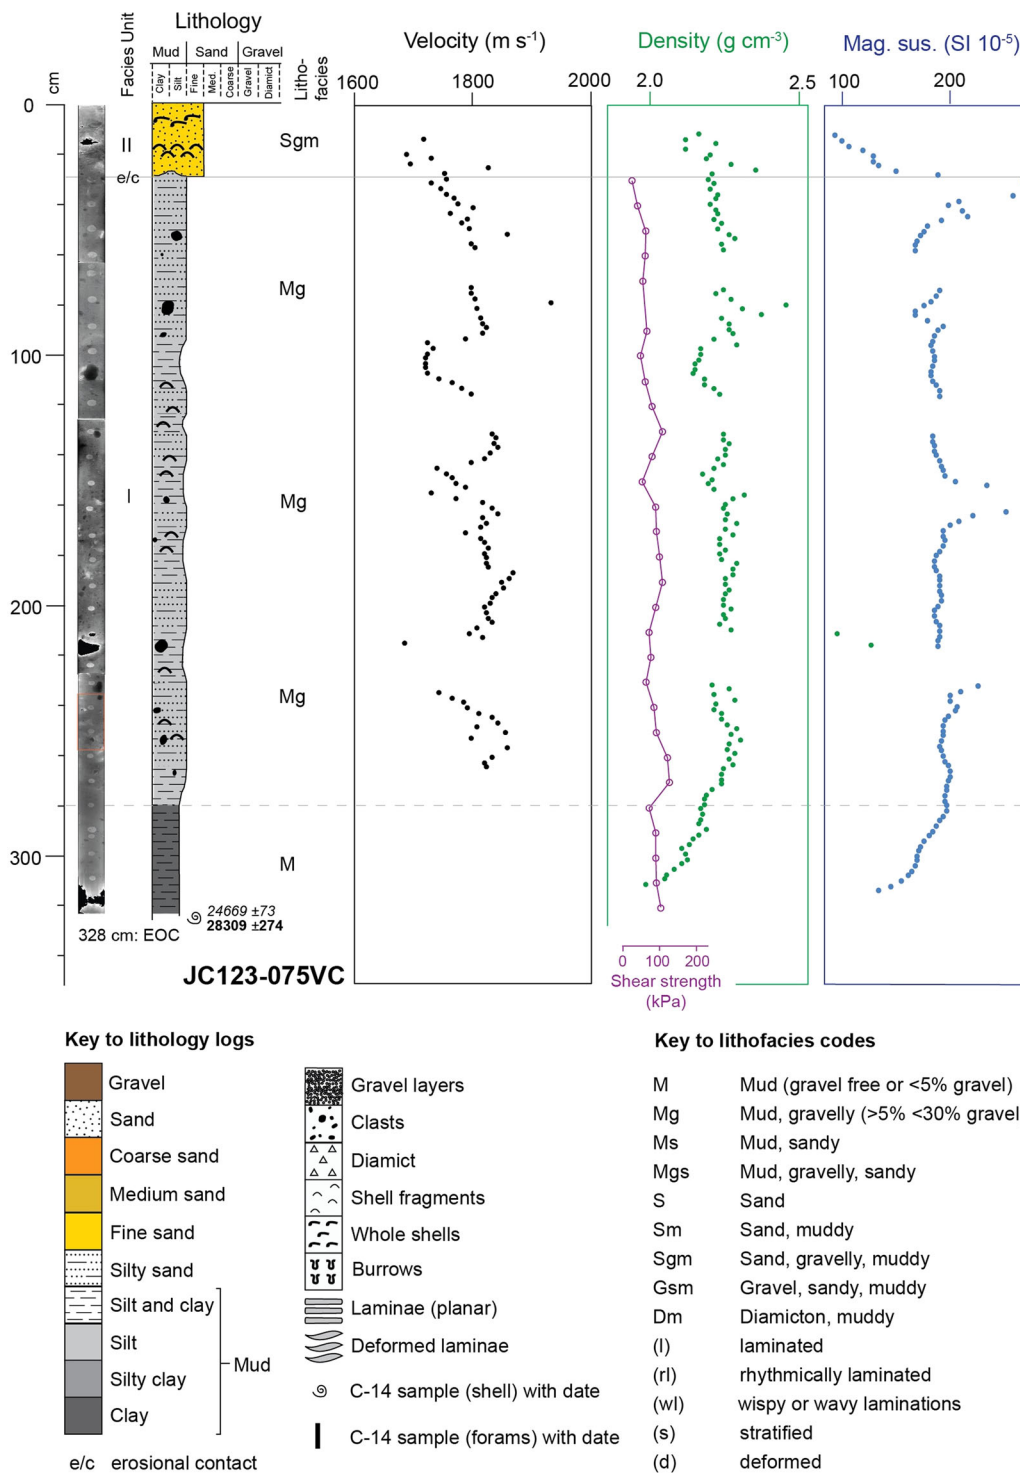 Lithology
Velocity (m s-1)
Density (g cm-3)
Mag. sus. (SI 10-5)
cm
Facies Unit
Mud
Sand
Gravel
Clay
Silt
Fine
Med.
Coarse
Gravel
Diamict
Litho-
facies
1600
1800
2000
2.0
2.5
100
200
0
II
Sgm
e/c
Mg
100
I
Mg
200
Mg
300
M
24669 ±73
28309 ±274
328 cm: EOC
JC123-075VC
0 100 200
Shear strength
(kPa)
Key to lithology logs
Gravel
Sand
Coarse sand
Medium sand
Fine sand
Silty sand
Silt and clay
Silt
Silty clay
Clay
Mud
e/c erosional contact
Gravel layers
Clasts
Diamict
Shell fragments
Whole shells
Burrows
Laminae (planar)
Deformed laminae
C-14 sample (shell) with date
C-14 sample (forams) with date
Key to lithofacies codes
M Mud (gravel free or <5% gravel)
Mg Mud, gravelly (>5% <30% gravel
Ms Mud, sandy
Mgs Mud, gravelly, sandy
S Sand
Sm Sand, muddy
Sgm Sand, gravelly, muddy
Gsm Gravel, sandy, muddy
Dm Diamicton, muddy
(l) laminated
(rl) rhythmically laminated
(wl) wispy or wavy laminations
(s) stratified
(d) deformed